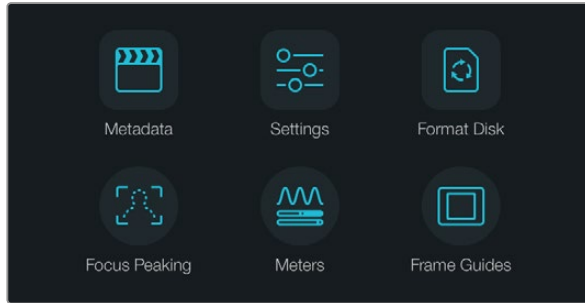 Metadata Settings Format Disk
Focus Peaking Meters Frame Guides